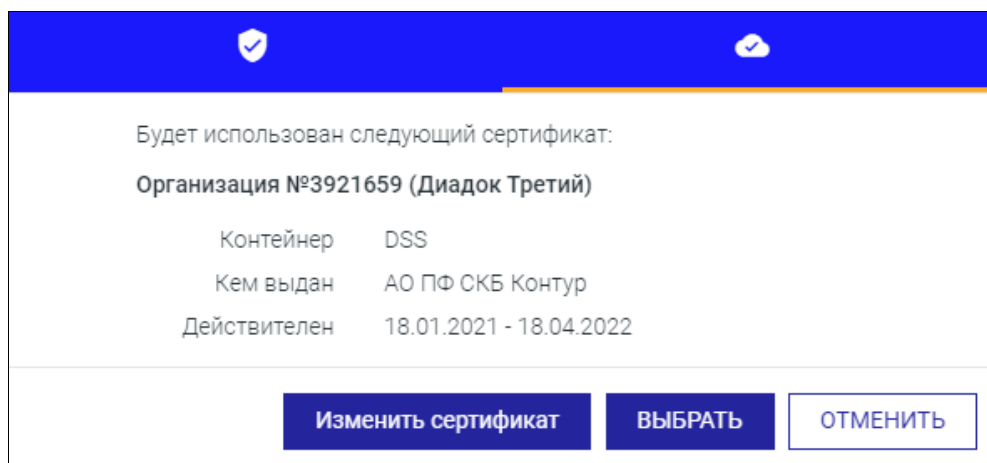 Будет использован следующий сертификат:
Организация №3921659 (Диадок Третий)
Контейнер DSS
Кем выдан АО ПФ СКБ Контур
Действителен 18.01.2021 - 18.04.2022
Изменить сертификат ВЫБРАТЬ ОТМЕНИТЬ